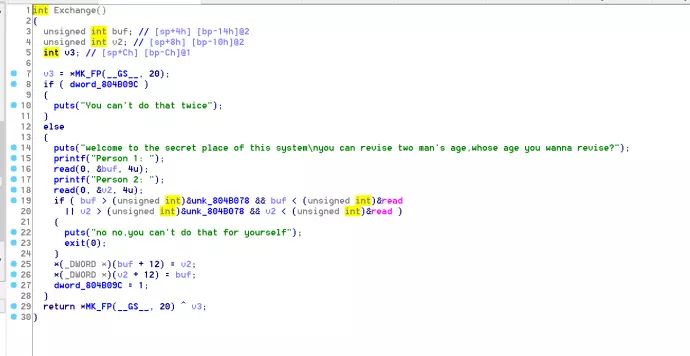 1 int Exchange()
2 {
3 unsigned int buf; // [sp+4h] [bp-14h]@2
4 unsigned int v2; // [sp+8h] [bp-10h]@2
5 int v3; // [sp+Ch] [bp-Ch]@1
6
7 v3 = *MK_FP(__GS__, 20);
8 if ( dword_804B09C )
9 {
10 puts("You can't do that twice");
11 }
12 else
13 {
14 puts("welcome to the secret place of this system\nyou can revise two man's age,whose age you wanna revise?");
15 printf("Person 1: ");
16 read(0, &buf, 4u);
17 printf("Person 2: ");
18 read(0, &v2, 4u);
19 if ( buf > (unsigned int)&unk_804B078 && buf < (unsigned int)&read
20 || v2 > (unsigned int)&unk_804B078 && v2 < (unsigned int)&read )
21 {
22 puts("no no,you can't do that for yourself");
23 exit(0);
24 }
25 *(_DWORD *)(buf + 12) = v2;
26 *(_DWORD *)(v2 + 12) = buf;
27 dword_804B09C = 1;
28 }
29 return *MK_FP(__GS__, 20) ^ v3;
30 }